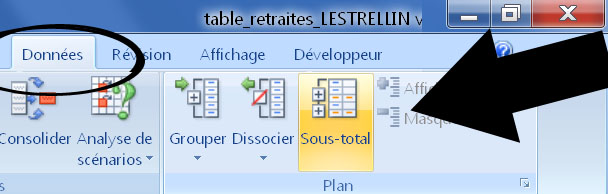 table_retraites_LESTRELLIN v
Données Révision Affichage Développeur
Consolider Analyse de scénarios Grouper Dissocier Sous-total
Plan